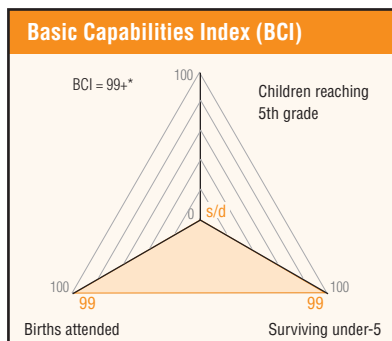 Basic Capabilities Index (BCI)
BCI = 99+*
100
Children reaching
5th grade
0
s/d
100
99
99
100
Births attended
Surviving under-5